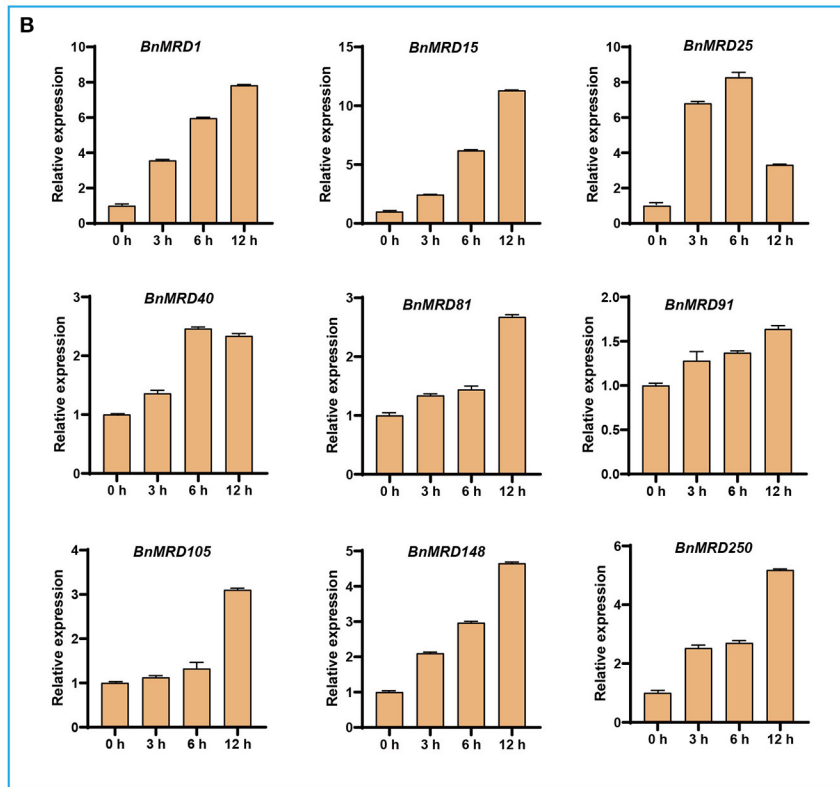 B
BnMRD1
Relative expression
10
8
6
4
2
0
0 h 3 h 6 h 12 h
BnMRD15
Relative expression
15
10
5
0
0 h 3 h 6 h 12 h
BnMRD25
Relative expression
10
8
6
4
2
0
0 h 3 h 6 h 12 h
BnMRD40
Relative expression
3
2
1
0
0 h 3 h 6 h 12 h
BnMRD81
Relative expression
3
2
1
0
0 h 3 h 6 h 12 h
BnMRD91
Relative expression
2.0
1.5
1.0
0.5
0.0
0 h 3 h 6 h 12 h
BnMRD105
Relative expression
4
3
2
1
0
0 h 3 h 6 h 12 h
BnMRD148
Relative expression
5
4
3
2
1
0
0 h 3 h 6 h 12 h
BnMRD250
Relative expression
6
4
2
0
0 h 3 h 6 h 12 h